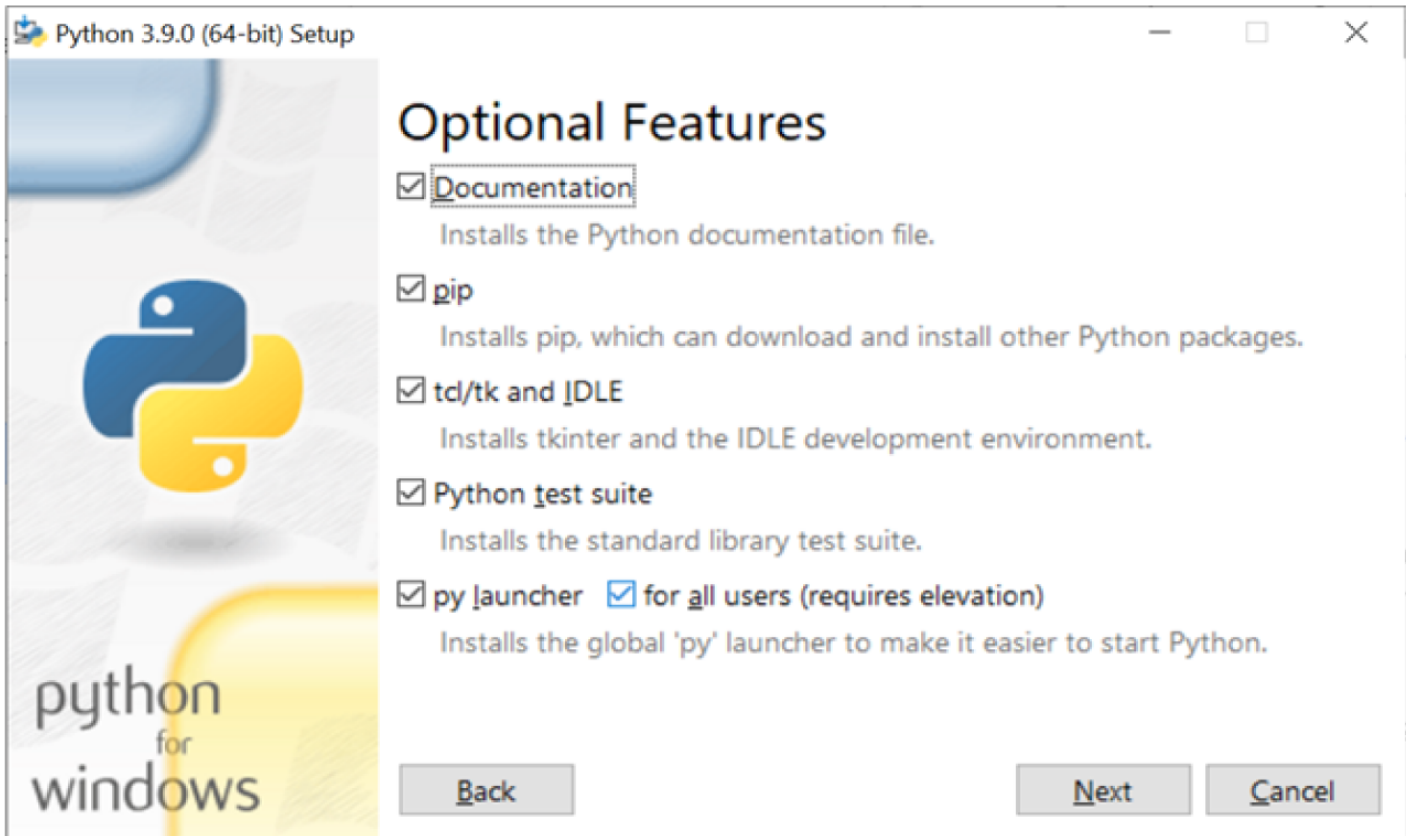 Python 3.9.0 (64-bit) Setup
Optional Features
Documentation
Installs the Python documentation file.
pip
Installs pip, which can download and install other Python packages.
tcl/tk and IDLE
Installs tkinter and the IDLE development environment.
Python test suite
Installs the standard library test suite.
py launcher for all users (requires elevation)
Installs the global 'py' launcher to make it easier to start Python.
python
for
windows
Back Next Cancel